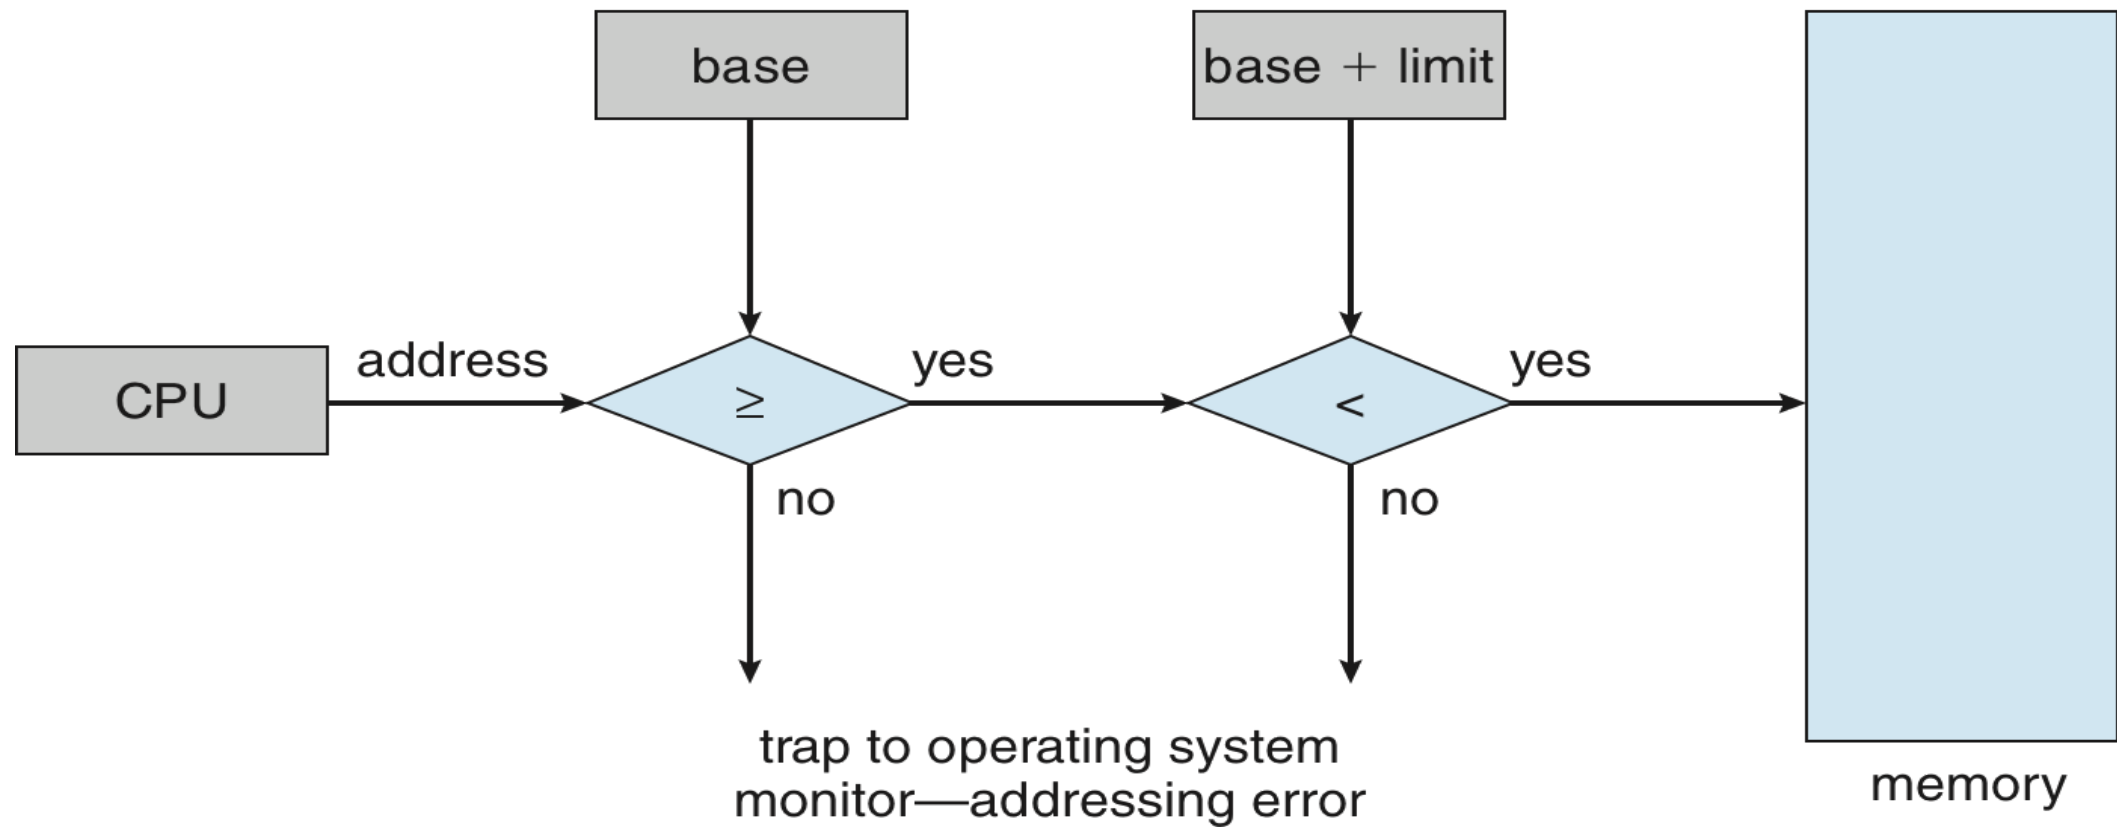 base
base + limit
CPU
address
≥
yes
<
yes
no
no
trap to operating system
monitor—addressing error
memory